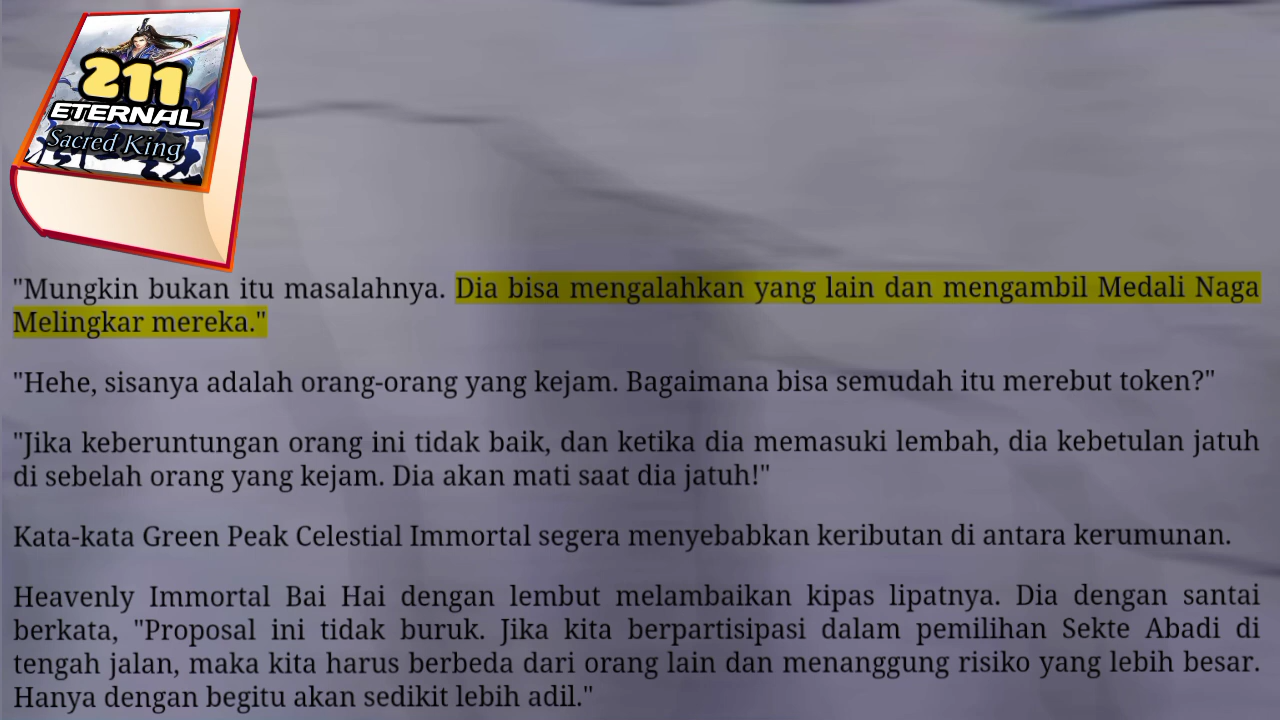 211
ETERNAL
Sacred King
"Mungkin bukan itu masalahnya. Dia bisa mengalahkan yang lain dan mengambil Medali Naga
Melingkar mereka."
"Hehe, sisanya adalah orang-orang yang kejam. Bagaimana bisa semudah itu merebut token?"
"Jika keberuntungan orang ini tidak baik, dan ketika dia memasuki lembah, dia kebetulan jatuh
di sebelah orang yang kejam. Dia akan mati saat dia jatuh!"
Kata-kata Green Peak Celestial Immortal segera menyebabkan keributan di antara kerumunan.
Heavenly Immortal Bai Hai dengan lembut melambaikan kipas lipatnya. Dia dengan santai
berkata, "Proposal ini tidak buruk. Jika kita berpartisipasi dalam pemilihan Sekte Abadi di
tengah jalan, maka kita harus berbeda dari orang lain dan menanggung risiko yang lebih besar.
Hanya dengan begitu akan sedikit lebih adil."